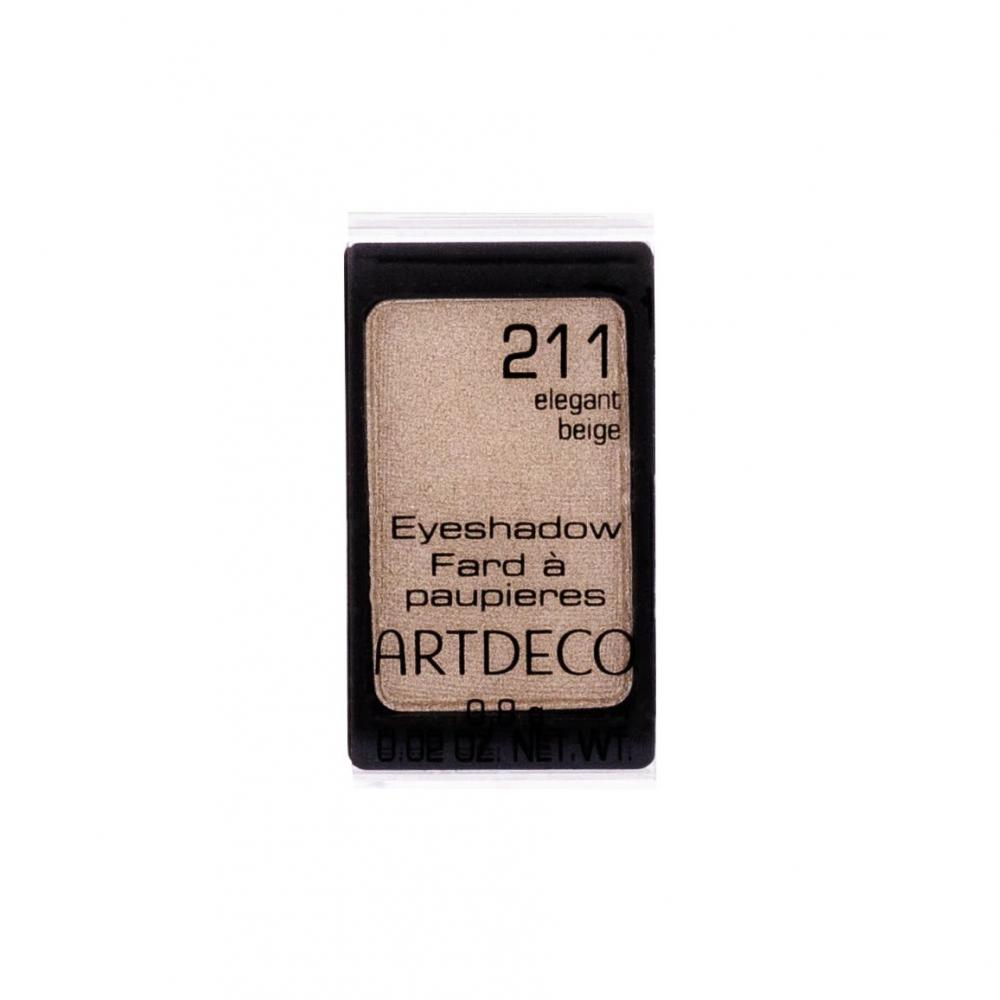 211
elegant
beige
Eyeshadow
Fard à
paupieres
ARTDECO
0.02 OZ. NET.WT.